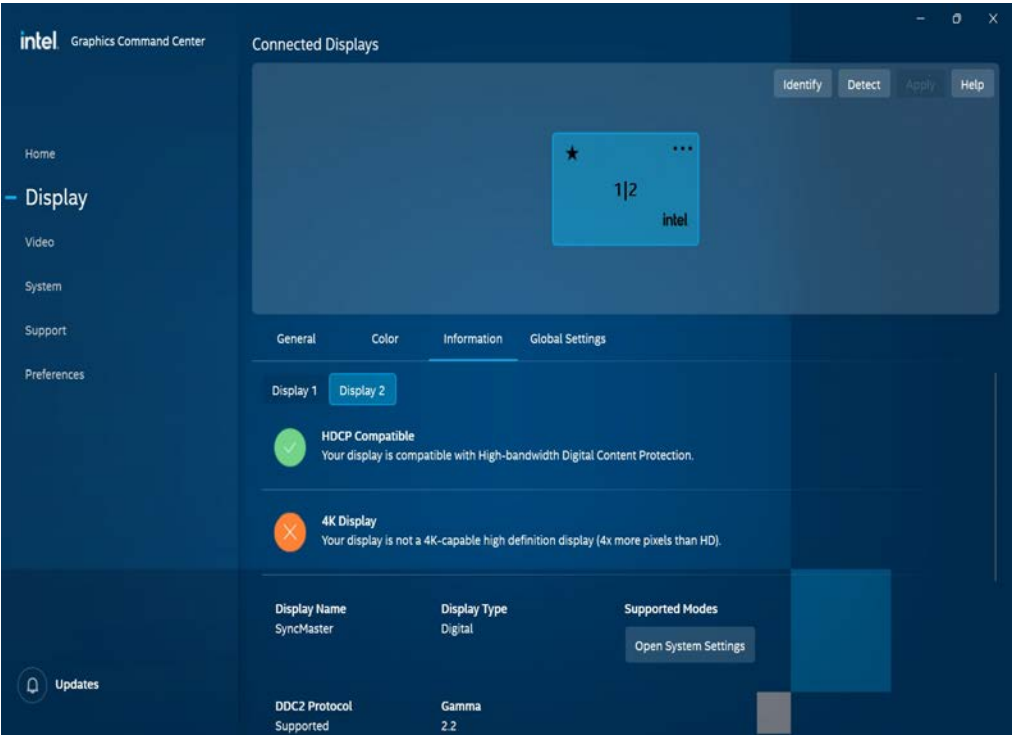 intel. Graphics Command Center
Connected Displays
Identify Detect Apply Help
1|2
intel
Home
Display
Video
System
Support
Preferences
General Color Information Global Settings
Display 1 Display 2
HDCP Compatible
Your display is compatible with High-bandwidth Digital Content Protection.
4K Display
Your display is not a 4K-capable high definition display (4x more pixels than HD).
Display Name Display Type Supported Modes
SyncMaster Digital
Open System Settings
Updates
DDC2 Protocol Gamma
Supported 2.2